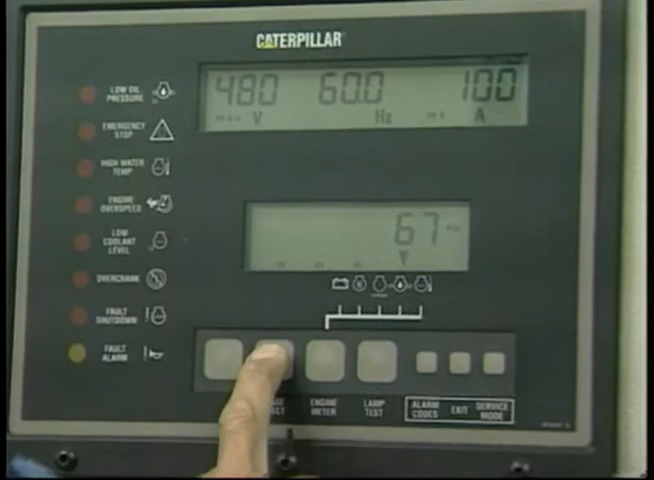 CATERPILLAR
480 60.0 100
V Hz A
LOW OIL
PRESSURE
EMERGENCY
STOP
HIGH WATER
TEMP
ENGINE
OVERSPEED
LOW
COOLANT
LEVEL
OVERCRANK
FAULT
SHUTDOWN
FAULT
ALARM
67
ENGINE
METER
LAMP
TEST
ALARM
CODES
EXIT
SERVICE
MODE